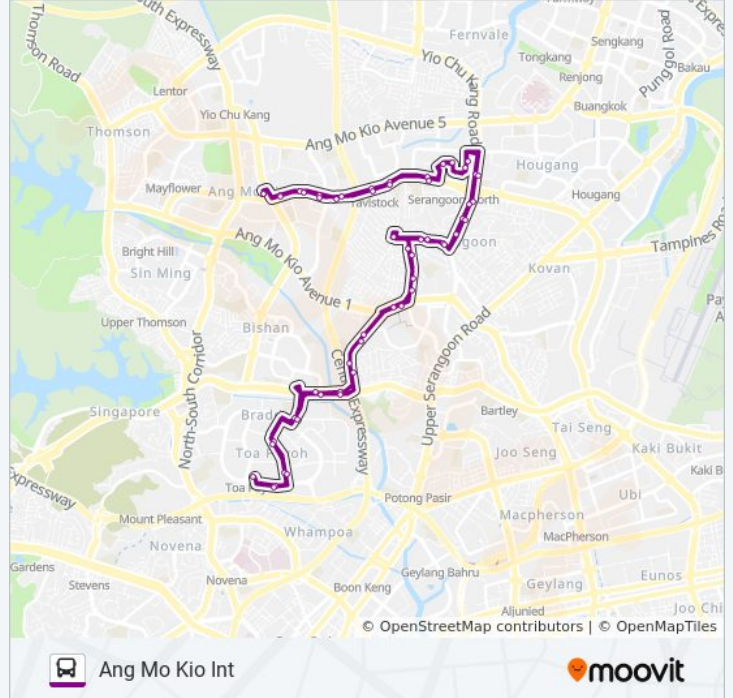 South Expressway
Fernvale
Thomson Road
Sengkang
Yio Chu Kang Road
Tongkang
Renjong
Punggol Road
Bakau
Lentor
Buangkok
Yio Chu Kang
Ang Mo Kio Avenue 5
Thomson
Hougang
Mayflower
Ang Mo
Tavistock
Serangoon North
Hougang
Ang Mo Kio Avenue 1
goon
Tampines Ro
Bright Hill
Sin Ming
Kovan
Pa
A
Upper Thomson
Bishan
North-South Corridor
Central Expressway
Upper Serangoon Road
Singapore
Brad
Bartley
Tai Seng
Toa P yoh
Joo Seng
Kaki Bukit
Kaki B
Expressway
Toa
Ubi
Potong Pasir
Mount Pleasant
Macpherson
Whampoa
MacPherson
Novena
Gardens
Novena
Geylang Bahru
Stevens
Boon Keng
Geylang
Eunos
Aljunied
Joo Chi
© OpenStreetMap contributors | © OpenMapTiles
Ang Mo Kio Int
moovit